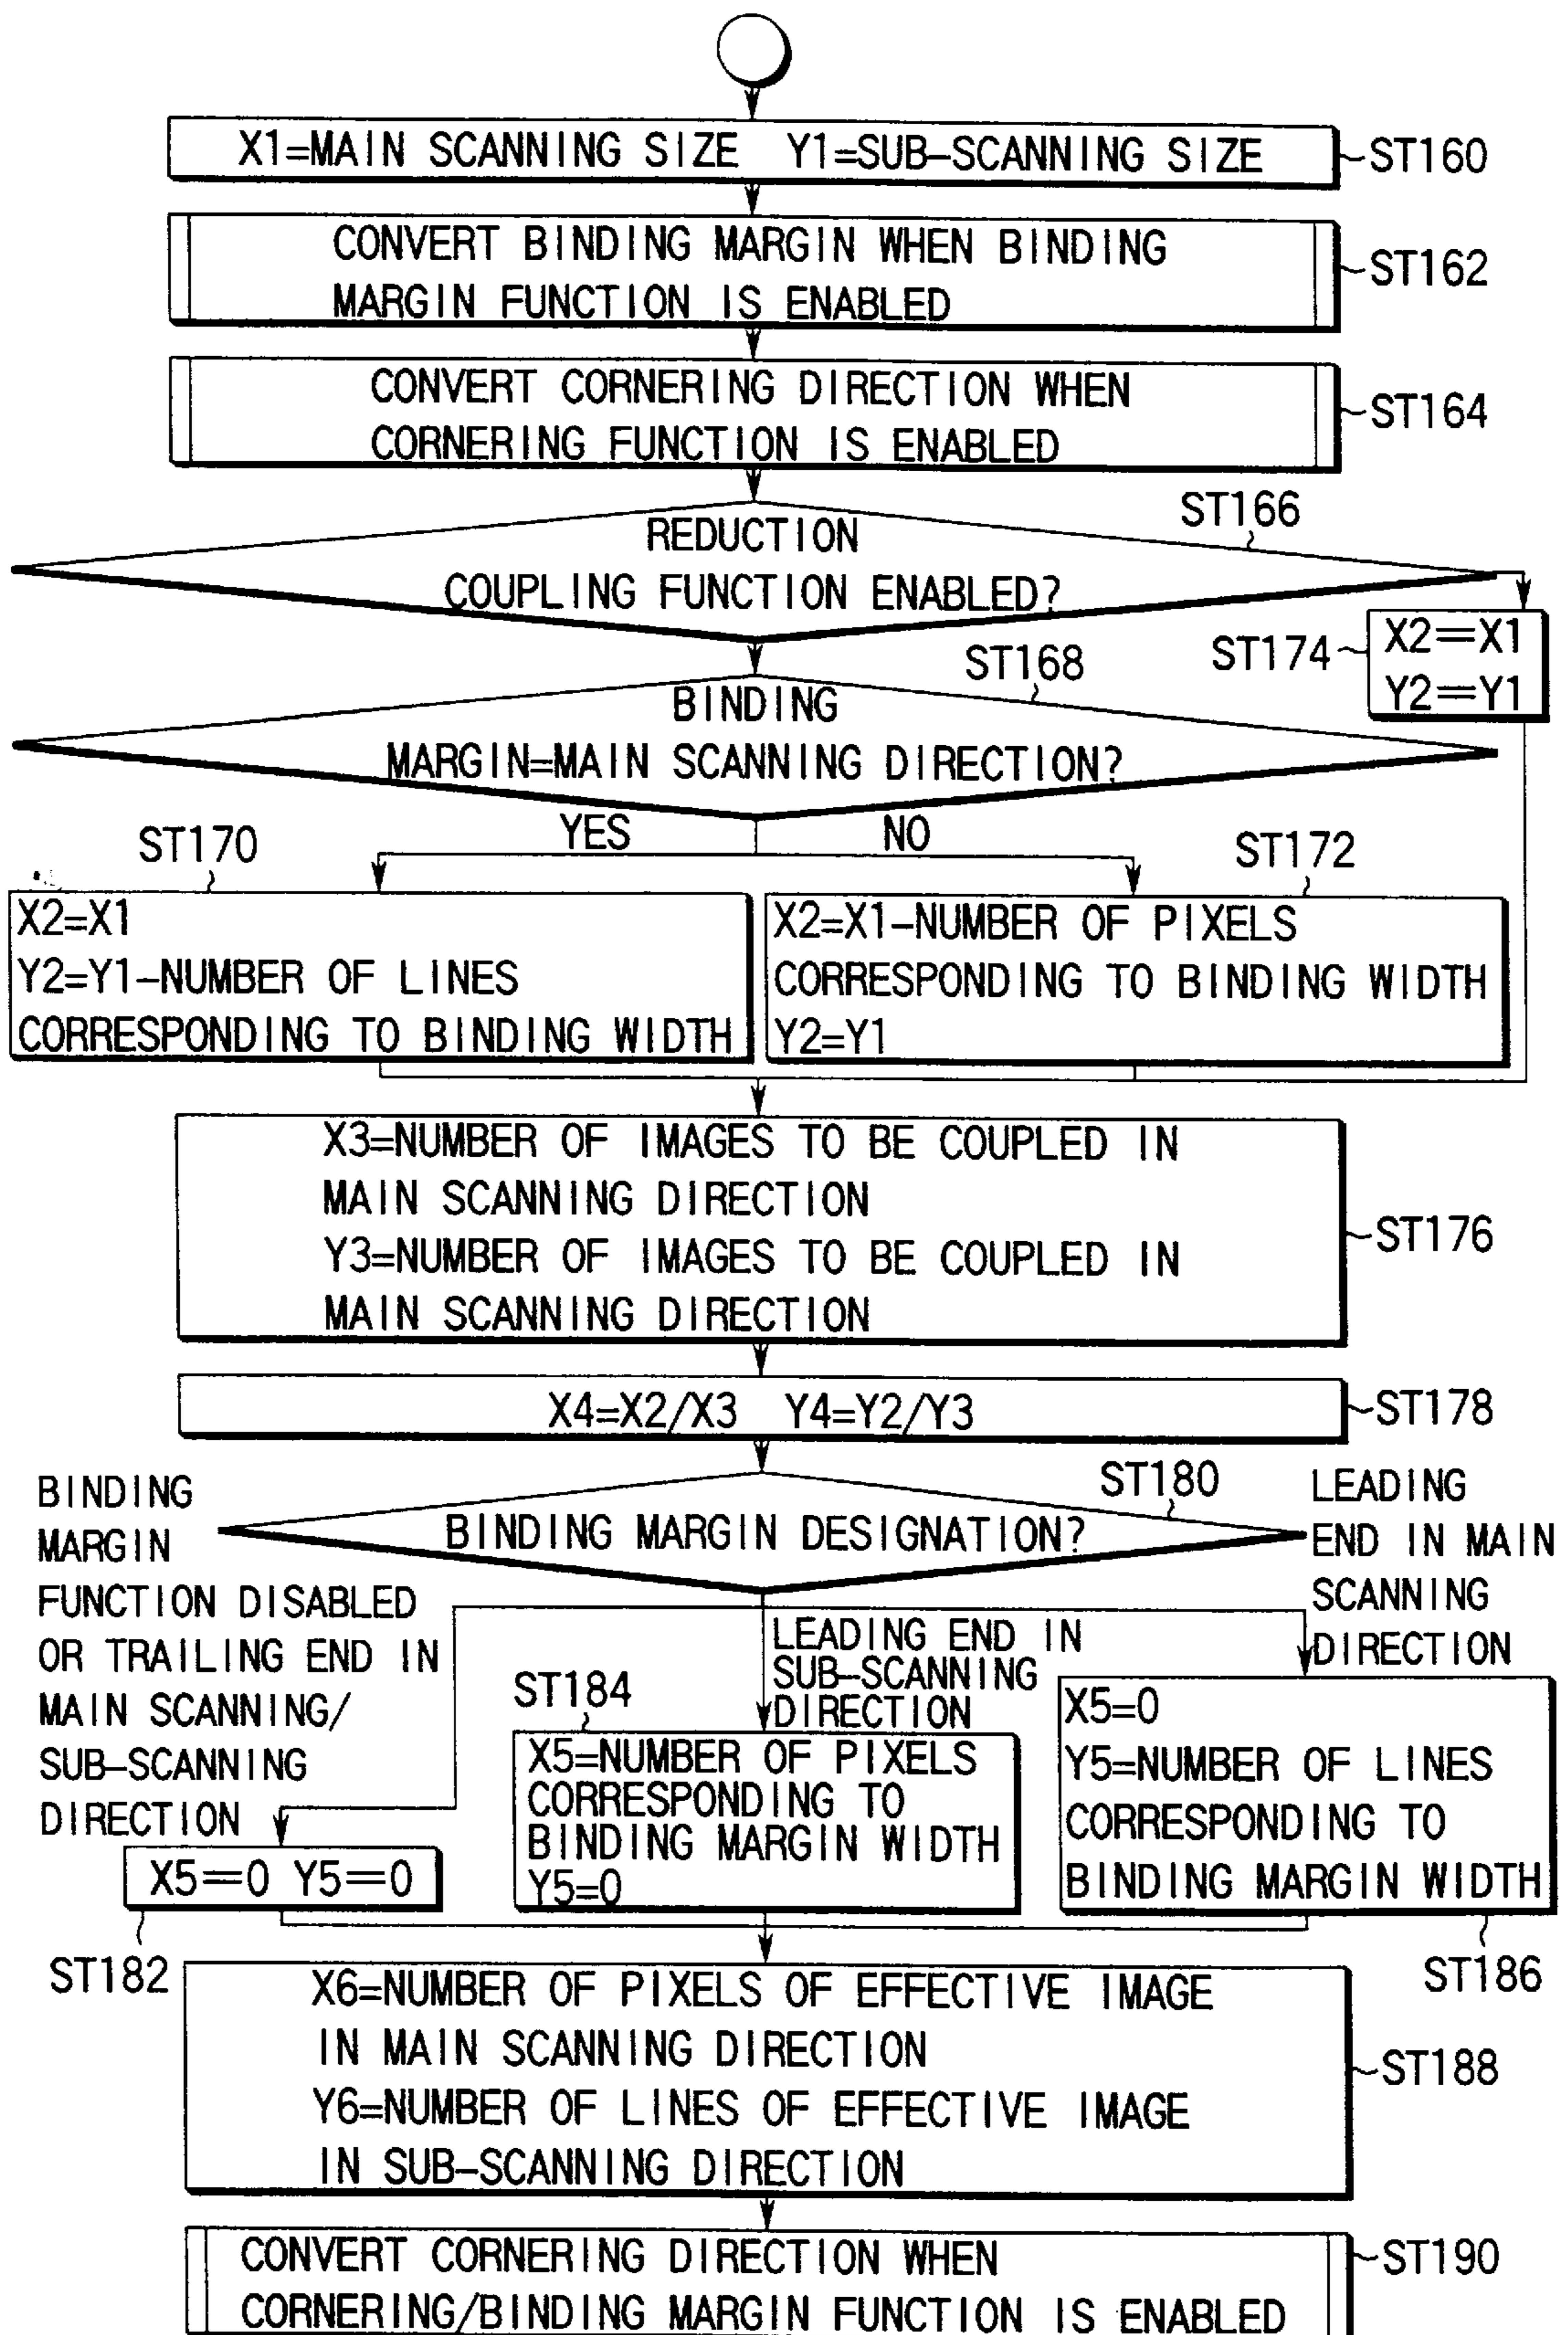 X1=MAIN SCANNING SIZE Y1=SUB-SCANNING SIZE
ST160
CONVERT BINDING MARGIN WHEN BINDING
MARGIN FUNCTION IS ENABLED
ST162
CONVERT CORNERING DIRECTION WHEN
CORNERING FUNCTION IS ENABLED
ST164
ST166
REDUCTION
COUPLING FUNCTION ENABLED?
ST174
X2=X1
Y2=Y1
ST168
BINDING
MARGIN=MAIN SCANNING DIRECTION?
YES
NO
ST170
X2=X1
Y2=Y1-NUMBER OF LINES
CORRESPONDING TO BINDING WIDTH
ST172
X2=X1-NUMBER OF PIXELS
CORRESPONDING TO BINDING WIDTH
Y2=Y1
X3=NUMBER OF IMAGES TO BE COUPLED IN
MAIN SCANNING DIRECTION
Y3=NUMBER OF IMAGES TO BE COUPLED IN
MAIN SCANNING DIRECTION
ST176
X4=X2/X3 Y4=Y2/Y3
ST178
ST180
BINDING MARGIN DESIGNATION?
BINDING
MARGIN
FUNCTION DISABLED
OR TRAILING END IN
MAIN SCANNING/
SUB-SCANNING
DIRECTION
LEADING END IN
SUB-SCANNING
DIRECTION
LEADING
END IN MAIN
SCANNING
DIRECTION
X5=0 Y5=0
ST182
ST184
X5=NUMBER OF PIXELS
CORRESPONDING TO
BINDING MARGIN WIDTH
Y5=0
X5=0
Y5=NUMBER OF LINES
CORRESPONDING TO
BINDING MARGIN WIDTH
ST186
X6=NUMBER OF PIXELS OF EFFECTIVE IMAGE
IN MAIN SCANNING DIRECTION
Y6=NUMBER OF LINES OF EFFECTIVE IMAGE
IN SUB-SCANNING DIRECTION
ST188
CONVERT CORNERING DIRECTION WHEN
CORNERING/BINDING MARGIN FUNCTION IS ENABLED
ST190